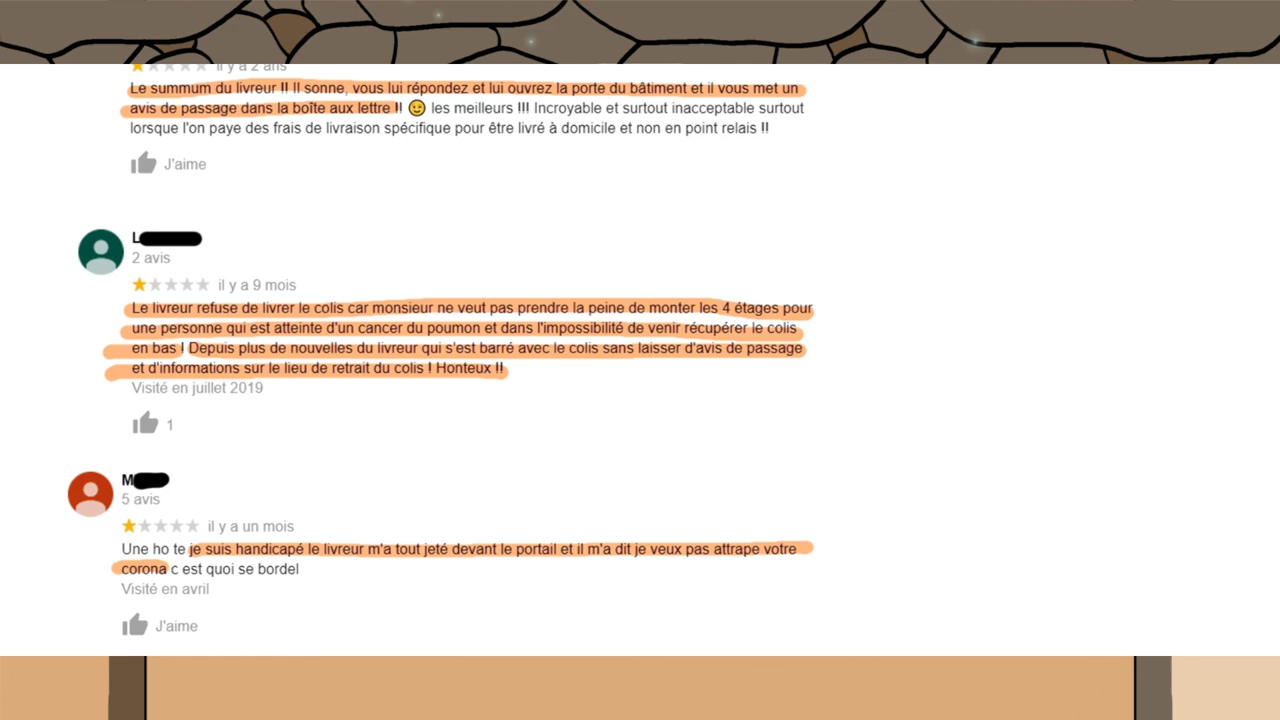 il y a 2 ans
Le summum du livreur !! Il sonne, vous lui répondez et lui ouvrez la porte du bâtiment et il vous met un
avis de passage dans la boîte aux lettre !! 😉 les meilleurs !!! Incroyable et surtout inacceptable surtout
lorsque l'on paye des frais de livraison spécifique pour être livré à domicile et non en point relais !!
J'aime
L
2 avis
il y a 9 mois
Le livreur refuse de livrer le colis car monsieur ne veut pas prendre la peine de monter les 4 étages pour
une personne qui est atteinte d'un cancer du poumon et dans l'impossibilité de venir récupérer le colis
en bas ! Depuis plus de nouvelles du livreur qui s'est barré avec le colis sans laisser d'avis de passage
et d'informations sur le lieu de retrait du colis ! Honteux !!
Visité en juillet 2019
1
M
5 avis
il y a un mois
Une ho te je suis handicapé le livreur m'a tout jeté devant le portail et il m'a dit je veux pas attrape votre
corona c est quoi se bordel
Visité en avril
J'aime